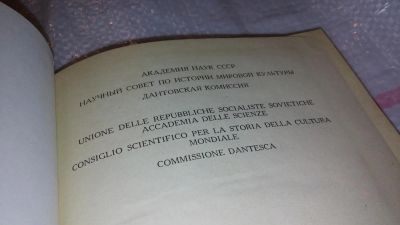 АКАДЕМИЯ НАУК СССР
НАУЧНЫЙ СОВЕТ ПО ИСТОРИИ МИРОВОЙ КУЛЬТУРЫ
ДАНТОВСКАЯ КОМИССИЯ
UNIONE DELLE REPUBBLICHE SOCIALISTE SOVIETICHE
ACCADEMIA DELLE SCIENZE
CONSIGLIO SCIENTIFICO PER LA STORIA DELLA CULTURA
MONDIALE
COMMISSIONE DANTESCA